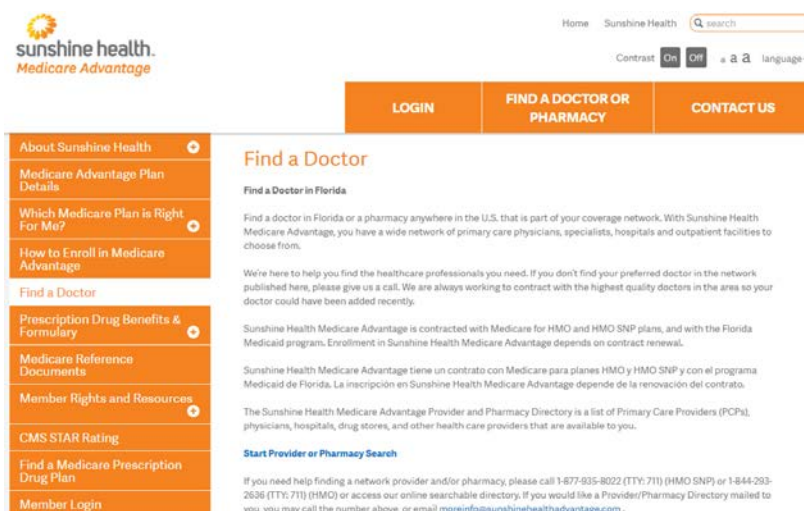 sunshine health.
Medicare Advantage
Home Sunshine Health search
Contrast On Off a a a language
LOGIN
FIND A DOCTOR OR
PHARMACY
CONTACT US
About Sunshine Health
Medicare Advantage Plan
Details
Which Medicare Plan is Right
For Me?
How to Enroll in Medicare
Advantage
Find a Doctor
Prescription Drug Benefits &
Formulary
Medicare Reference
Documents
Member Rights and Resources
CMS STAR Rating
Find a Medicare Prescription
Drug Plan
Member Login
Find a Doctor
Find a Doctor in Florida
Find a doctor in Florida or a pharmacy anywhere in the U.S. that is part of your coverage network. With Sunshine Health
Medicare Advantage, you have a wide network of primary care physicians, specialists, hospitals and outpatient facilities to
choose from.
We're here to help you find the healthcare professionals you need. If you don't find your preferred doctor in the network
published here, please give us a call. We are always working to contract with the highest quality doctors in the area so your
doctor could have been added recently.
Sunshine Health Medicare Advantage is contracted with Medicare for HMO and HMO SNP plans, and with the Florida
Medicaid program. Enrollment in Sunshine Health Medicare Advantage depends on contract renewal.
Sunshine Health Medicare Advantage tiene un contrato con Medicare para planes HMO y HMO SNP y con el programa
Medicaid de Florida. La inscripción en Sunshine Health Medicare Advantage depende de la renovación del contrato.
The Sunshine Health Medicare Advantage Provider and Pharmacy Directory is a list of Primary Care Providers (PCPs),
physicians, hospitals, drug stores, and other health care providers that are available to you.
Start Provider or Pharmacy Search
If you need help finding a network provider and/or pharmacy, please call 1-877-935-8022 (TTY: 711) (HMO SNP) or 1-844-293-
2636 (TTY: 711) (HMO) or access our online searchable directory. If you would like a Provider/Pharmacy Directory mailed to
you, you may call the number above, or email moreinfo@sunshinehealthadvantage.com .